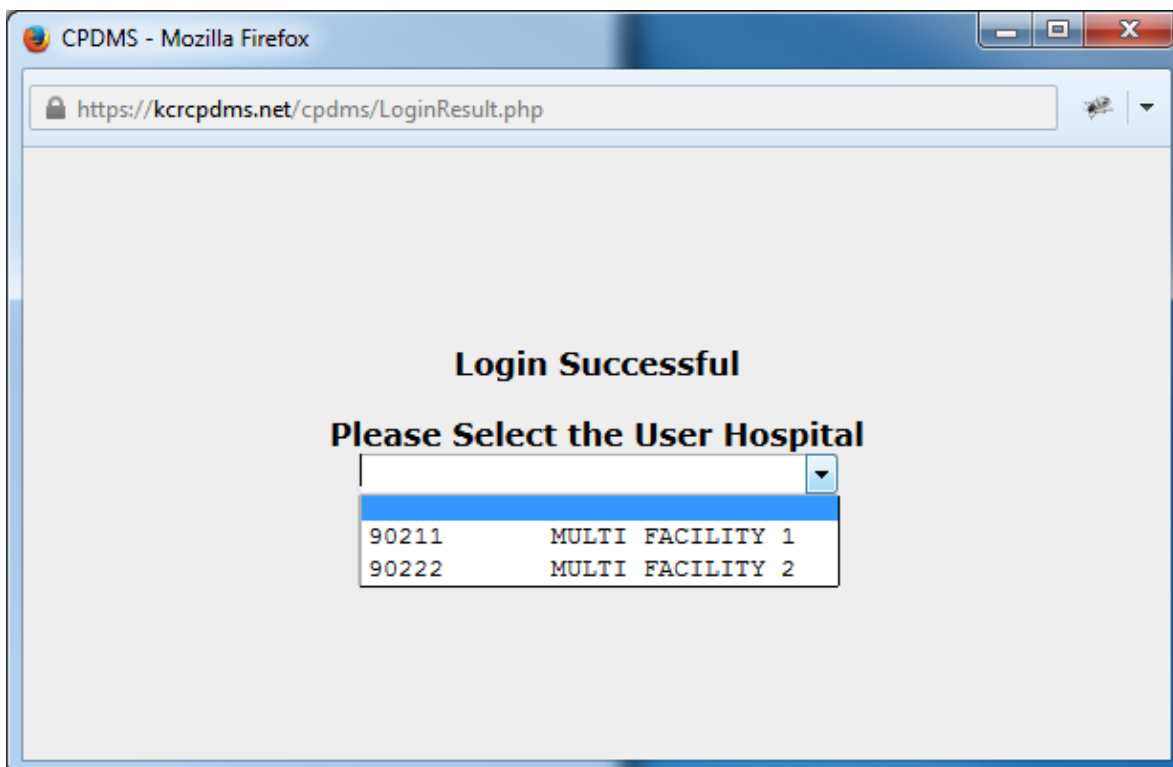 CPDMS - Mozilla Firefox
https://kcrcpdms.net/cpdms/LoginResult.php
Login Successful
Please Select the User Hospital
90211 MULTI FACILITY 1
90222 MULTI FACILITY 2